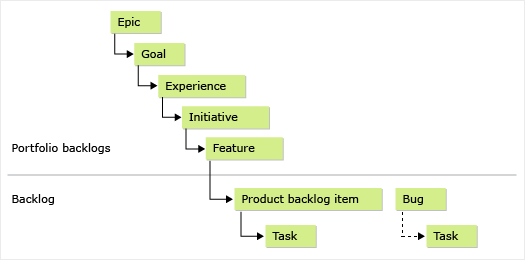 Epic
Goal
Experience
Initiative
Portfolio backlogs
Feature
Backlog
Product backlog item
Bug
Task
Task